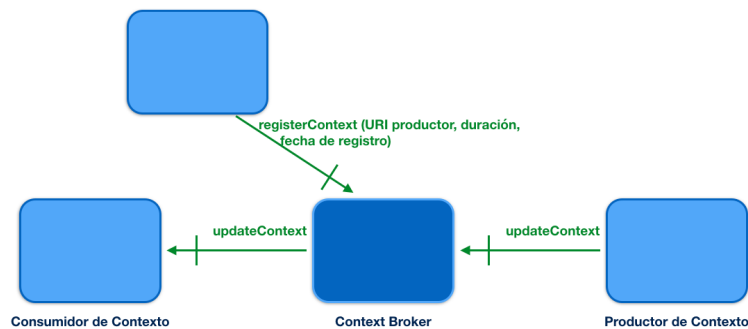 registerContext (URI productor, duración,
fecha de registro)
updateContext
updateContext
Consumidor de Contexto
Context Broker
Productor de Contexto